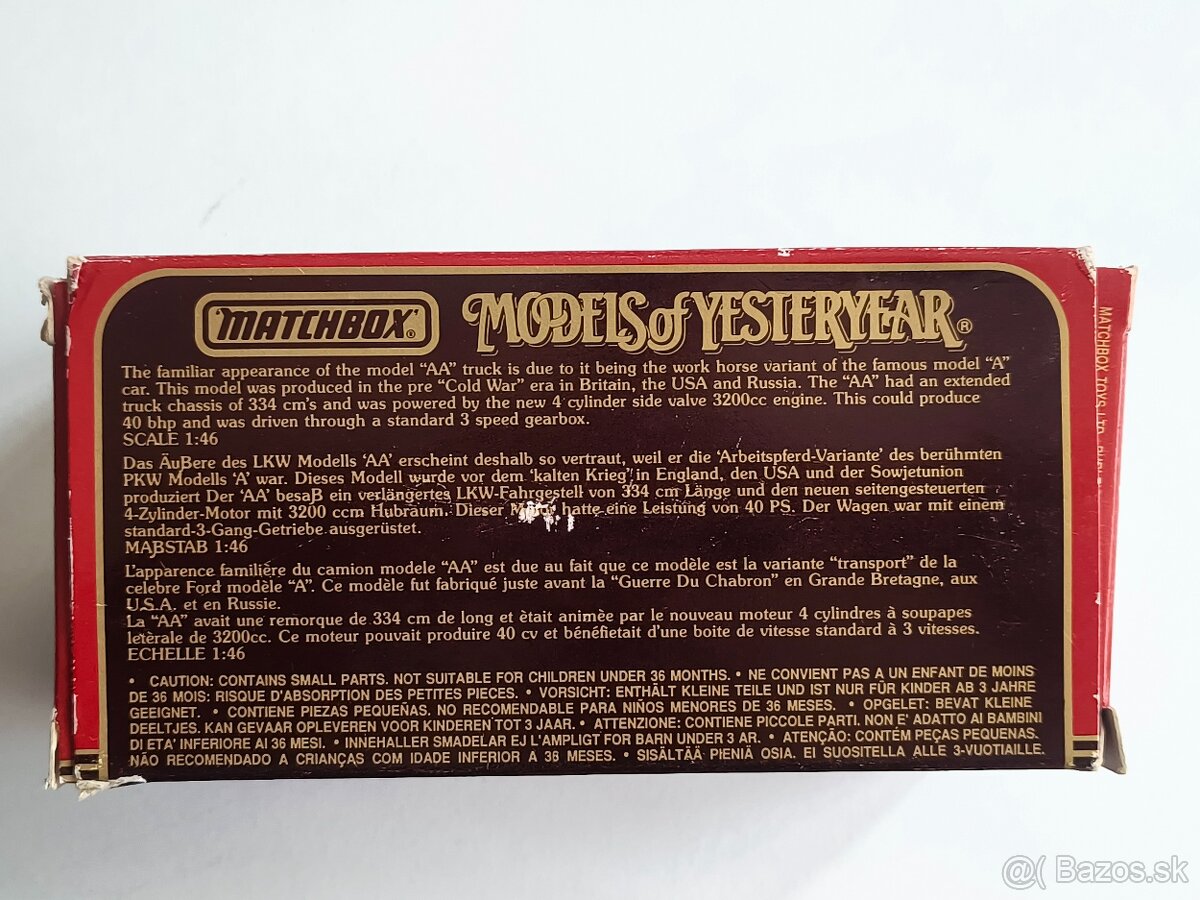 MATCHBOX®
MODELS of YESTERYEAR®
The familiar appearance of the model "AA" truck is due to it being the work horse variant of the famous model "A"
car. This model was produced in the pre "Cold War" era in Britain, the USA and Russia. The "AA" had an extended
truck chassis of 334 cm's and was powered by the new 4 cylinder side valve 3200cc engine. This could produce
40 bhp and was driven through a standard 3 speed gearbox.
SCALE 1:46
Das ÄuBere des LKW Modells 'AA' erscheint deshalb so vertraut, weil er die 'Arbeitspferd-Variante' des berühmten
PKW Modells 'A' war. Dieses Modell wurde vor dem 'kalten Krieg' in England, den USA und der Sowjetunion
produziert Der 'AA' besaB ein verlängertes LKW-Fahrgestell von 334 cm Länge und den neuen seitengesteuerten
4-Zylinder-Motor mit 3200 ccm Hubraum. Dieser Motor hatte eine Leistung von 40 PS. Der Wagen war mit einem
standard-3-Gang-Getriebe ausgerüstet.
MABSTAB 1:46
L'apparence familiére du camion modele "AA" est due au fait que ce modèle est la variante "transport" de la
celebre Ford modèle "A". Ce modèle fut fabriqué juste avant la "Guerre Du Chabron" en Grande Bretagne, aux
U.S.A. et en Russie.
La "AA" avait une remorque de 334 cm de long et ètait animée par le nouveau moteur 4 cylindres à soupapes
letèrale de 3200cc. Ce moteur pouvait produire 40 cv et bénéfietait d'une boite de vitesse standard à 3 vitesses.
ECHELLE 1:46
• CAUTION: CONTAINS SMALL PARTS. NOT SUITABLE FOR CHILDREN UNDER 36 MONTHS. • NE CONVIENT PAS A UN ENFANT DE MOINS
DE 36 MOIS: RISQUE D'ABSORPTION DES PETITES PIECES. • VORSICHT: ENTHÄLT KLEINE TEILE UND IST NUR FÜR KINDER AB 3 JAHRE
GEEIGNET. • CONTIENE PIEZAS PEQUEÑAS. NO RECOMENDABLE PARA NIÑOS MENORES DE 36 MESES. • OPGELET: BEVAT KLEINE
DEELTJES. KAN GEVAAR OPLEVEREN VOOR KINDEREN TOT 3 JAAR. • ATTENZIONE: CONTIENE PICCOLE PARTI. NON E' ADATTO AI BAMBINI
DI ETA' INFERIORE AI 36 MESI. • INNEHALLER SMADELAR EJ L'AMPLIGT FOR BARN UNDER 3 AR. • ATENÇÃO: CONTÉM PEÇAS PEQUENAS.
NÃO RECOMENDADO A CRIANÇAS COM IDADE INFERIOR A 36 MESES. • SISÄLTÄÄ PIENIÄ OSIA. EI SUOSITELLA ALLE 3-VUOTIAILLE.
MATCHBOX TOYS LTD.
@( Bazos.sk